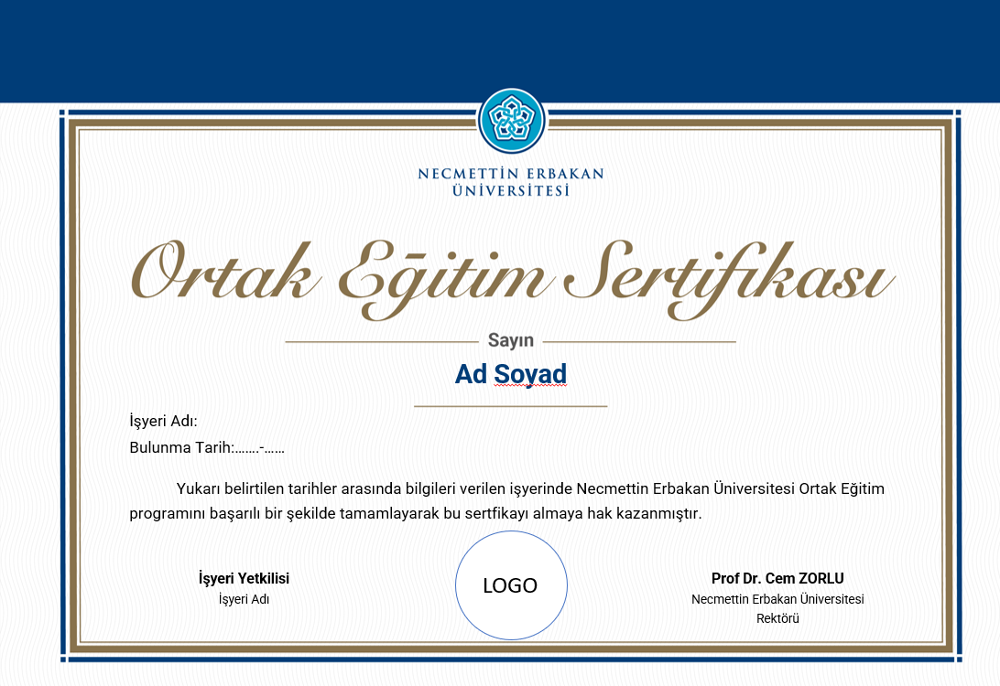 NECMETTİN ERBAKAN
ÜNİVERSİTESİ
Ortak Eğitim Sertifikası
Sayın
Ad Soyad
İşyeri Adı:
Bulunma Tarih:…….-……
Yukarı belirtilen tarihler arasında bilgileri verilen işyerinde Necmettin Erbakan Üniversitesi Ortak Eğitim
programını başarılı bir şekilde tamamlayarak bu sertfikayı almaya hak kazanmıştır.
İşyeri Yetkilisi
İşyeri Adı
LOGO
Prof Dr. Cem ZORLU
Necmettin Erbakan Üniversitesi
Rektörü